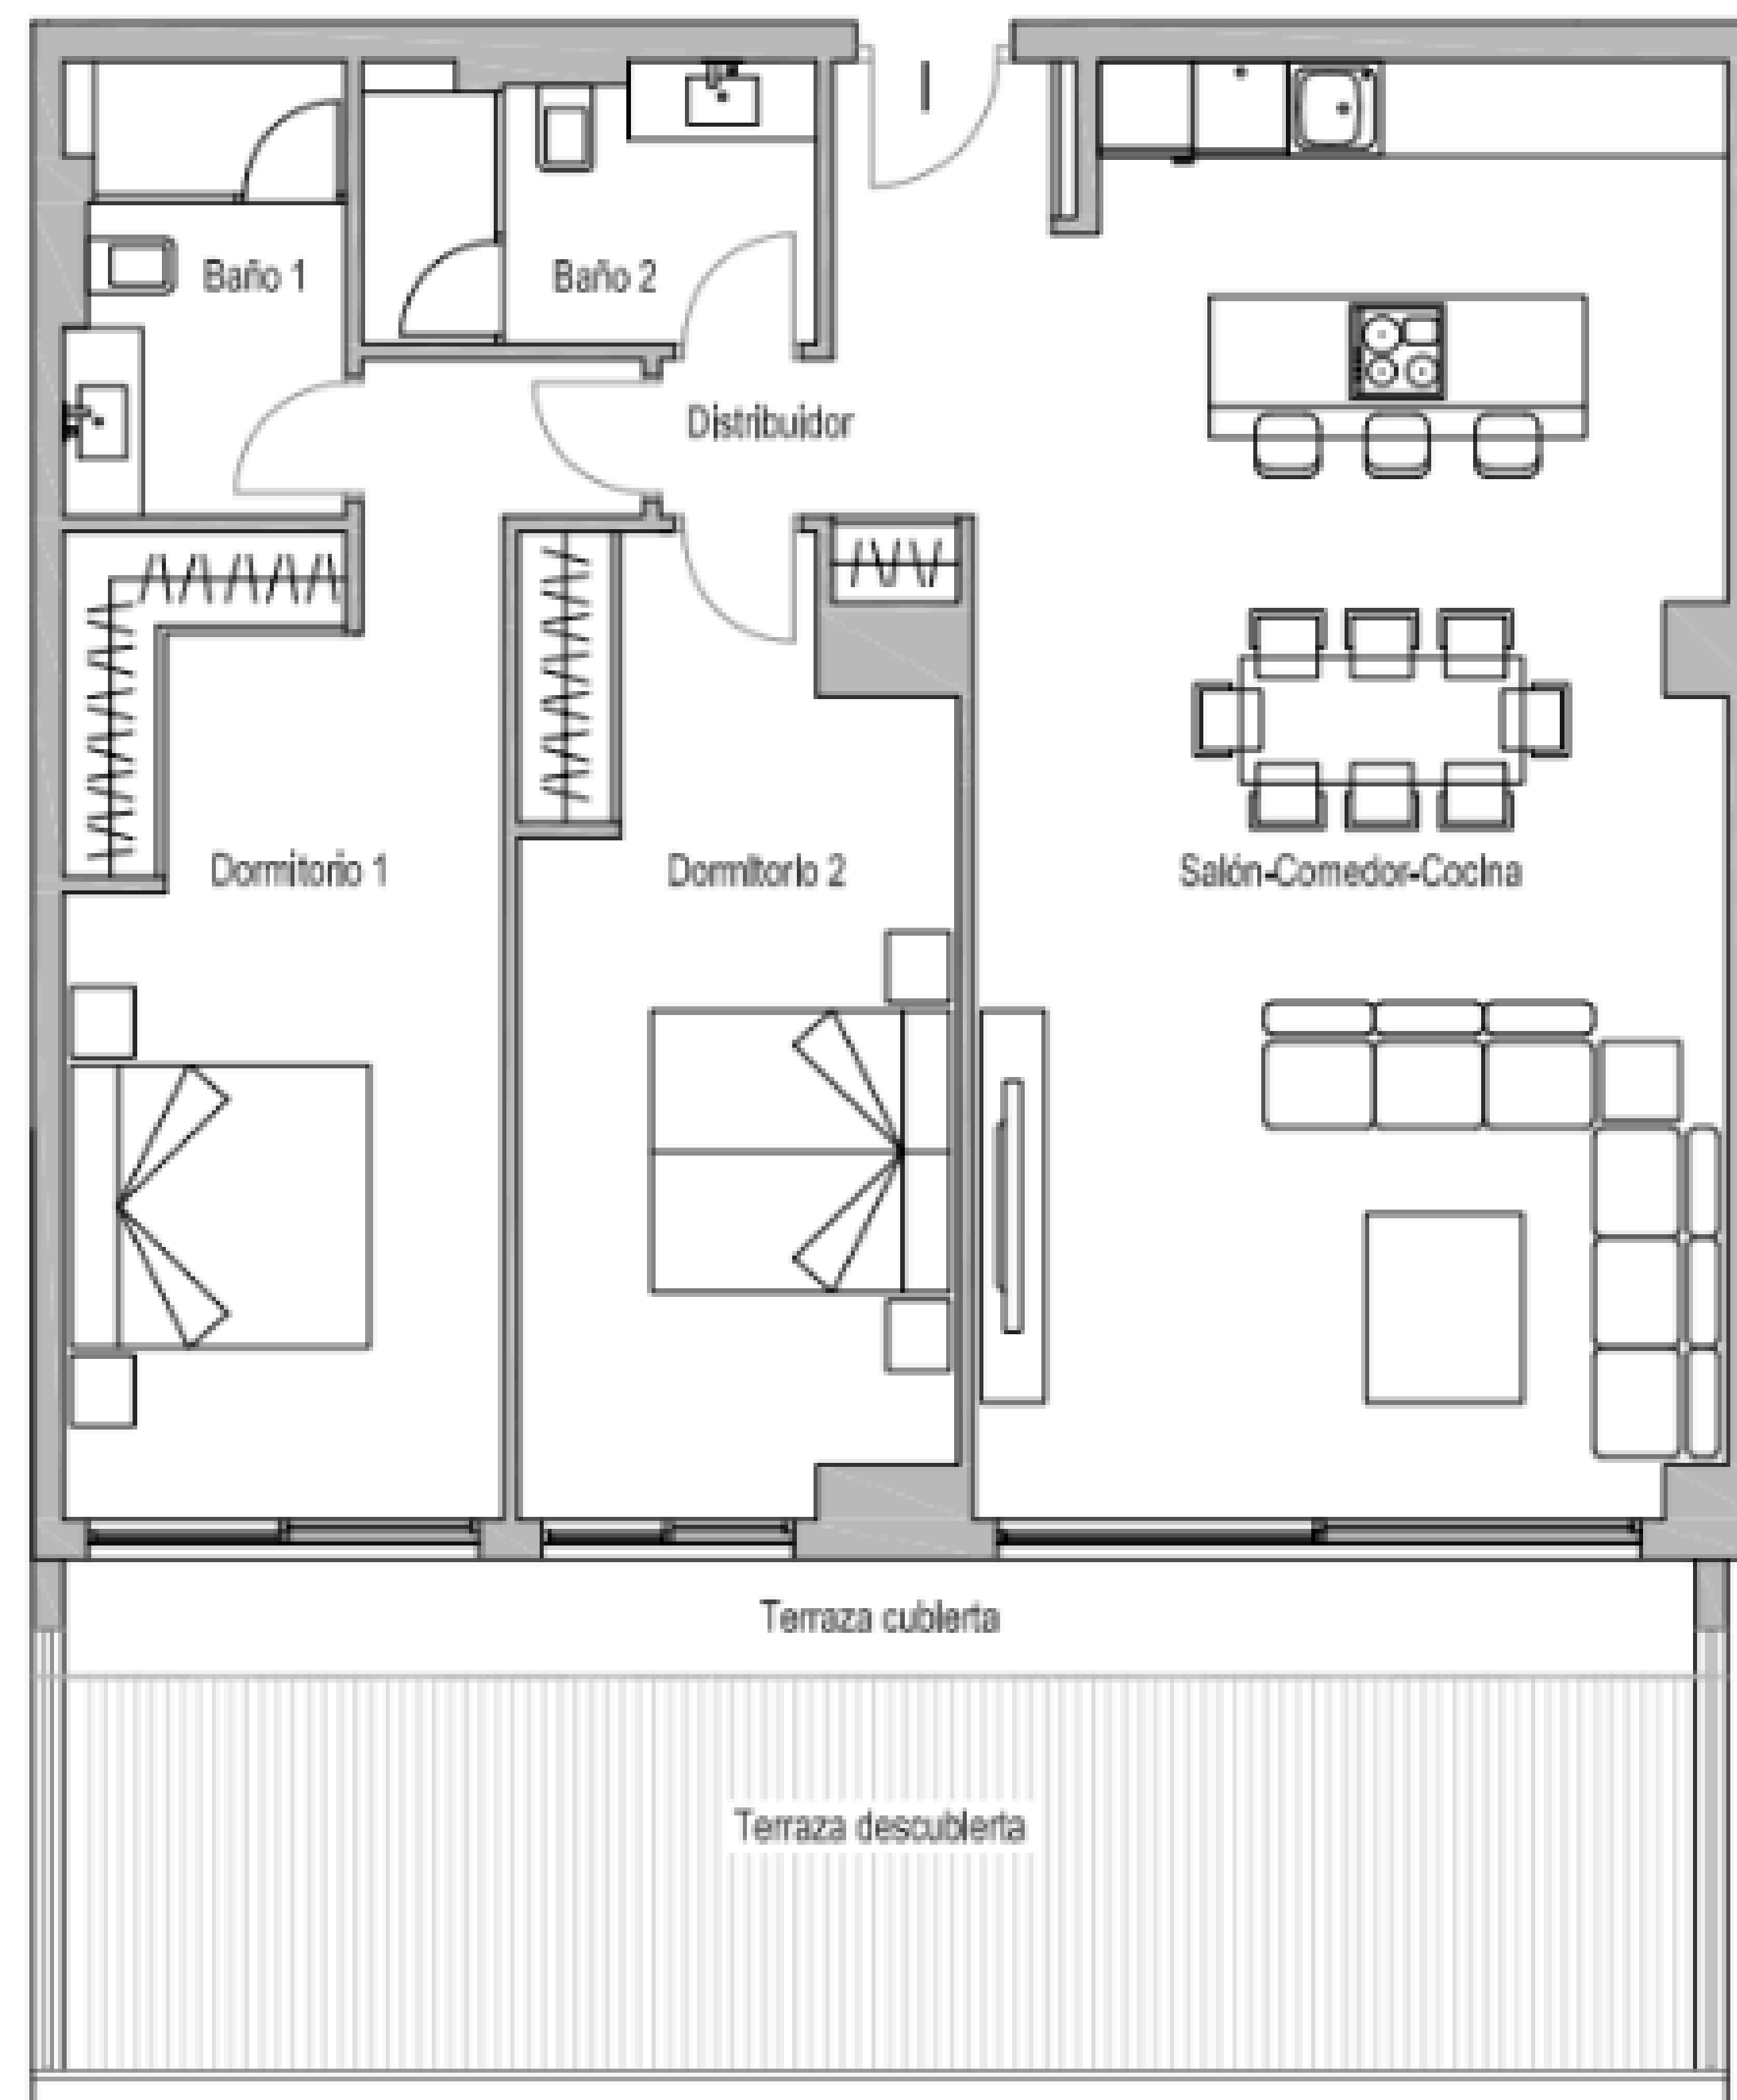 Baño 1
Baño 2
Distribuidor
Dormitorio 1
Dormitorio 2
Salón-Comedor-Cocina
Terraza cubierta
Terraza descubierta